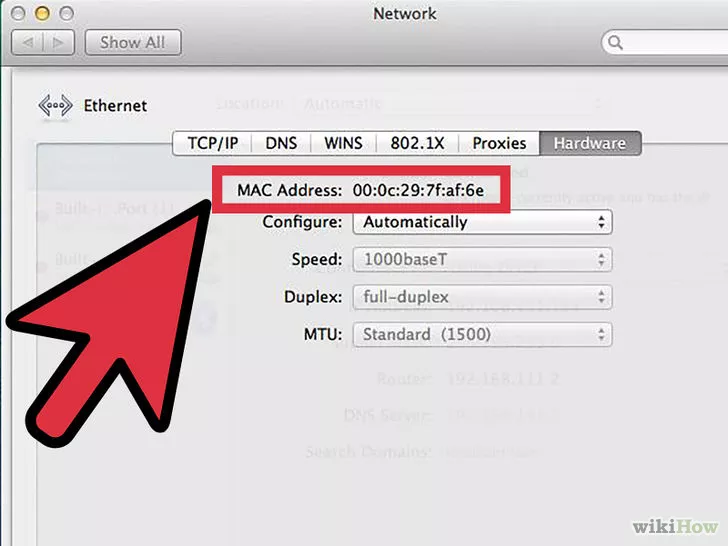 Network
Show All
Ethernet
Location: Automatic
TCP/IP DNS WINS 802.1X Proxies Hardware
MAC Address: 00:0c:29:7f:af:6e
Configure: Automatically
Speed: 1000baseT
Duplex: full-duplex
MTU: Standard (1500)
Router: 192.168.111.2
DNS Server:
Search Domains:
wikiHow